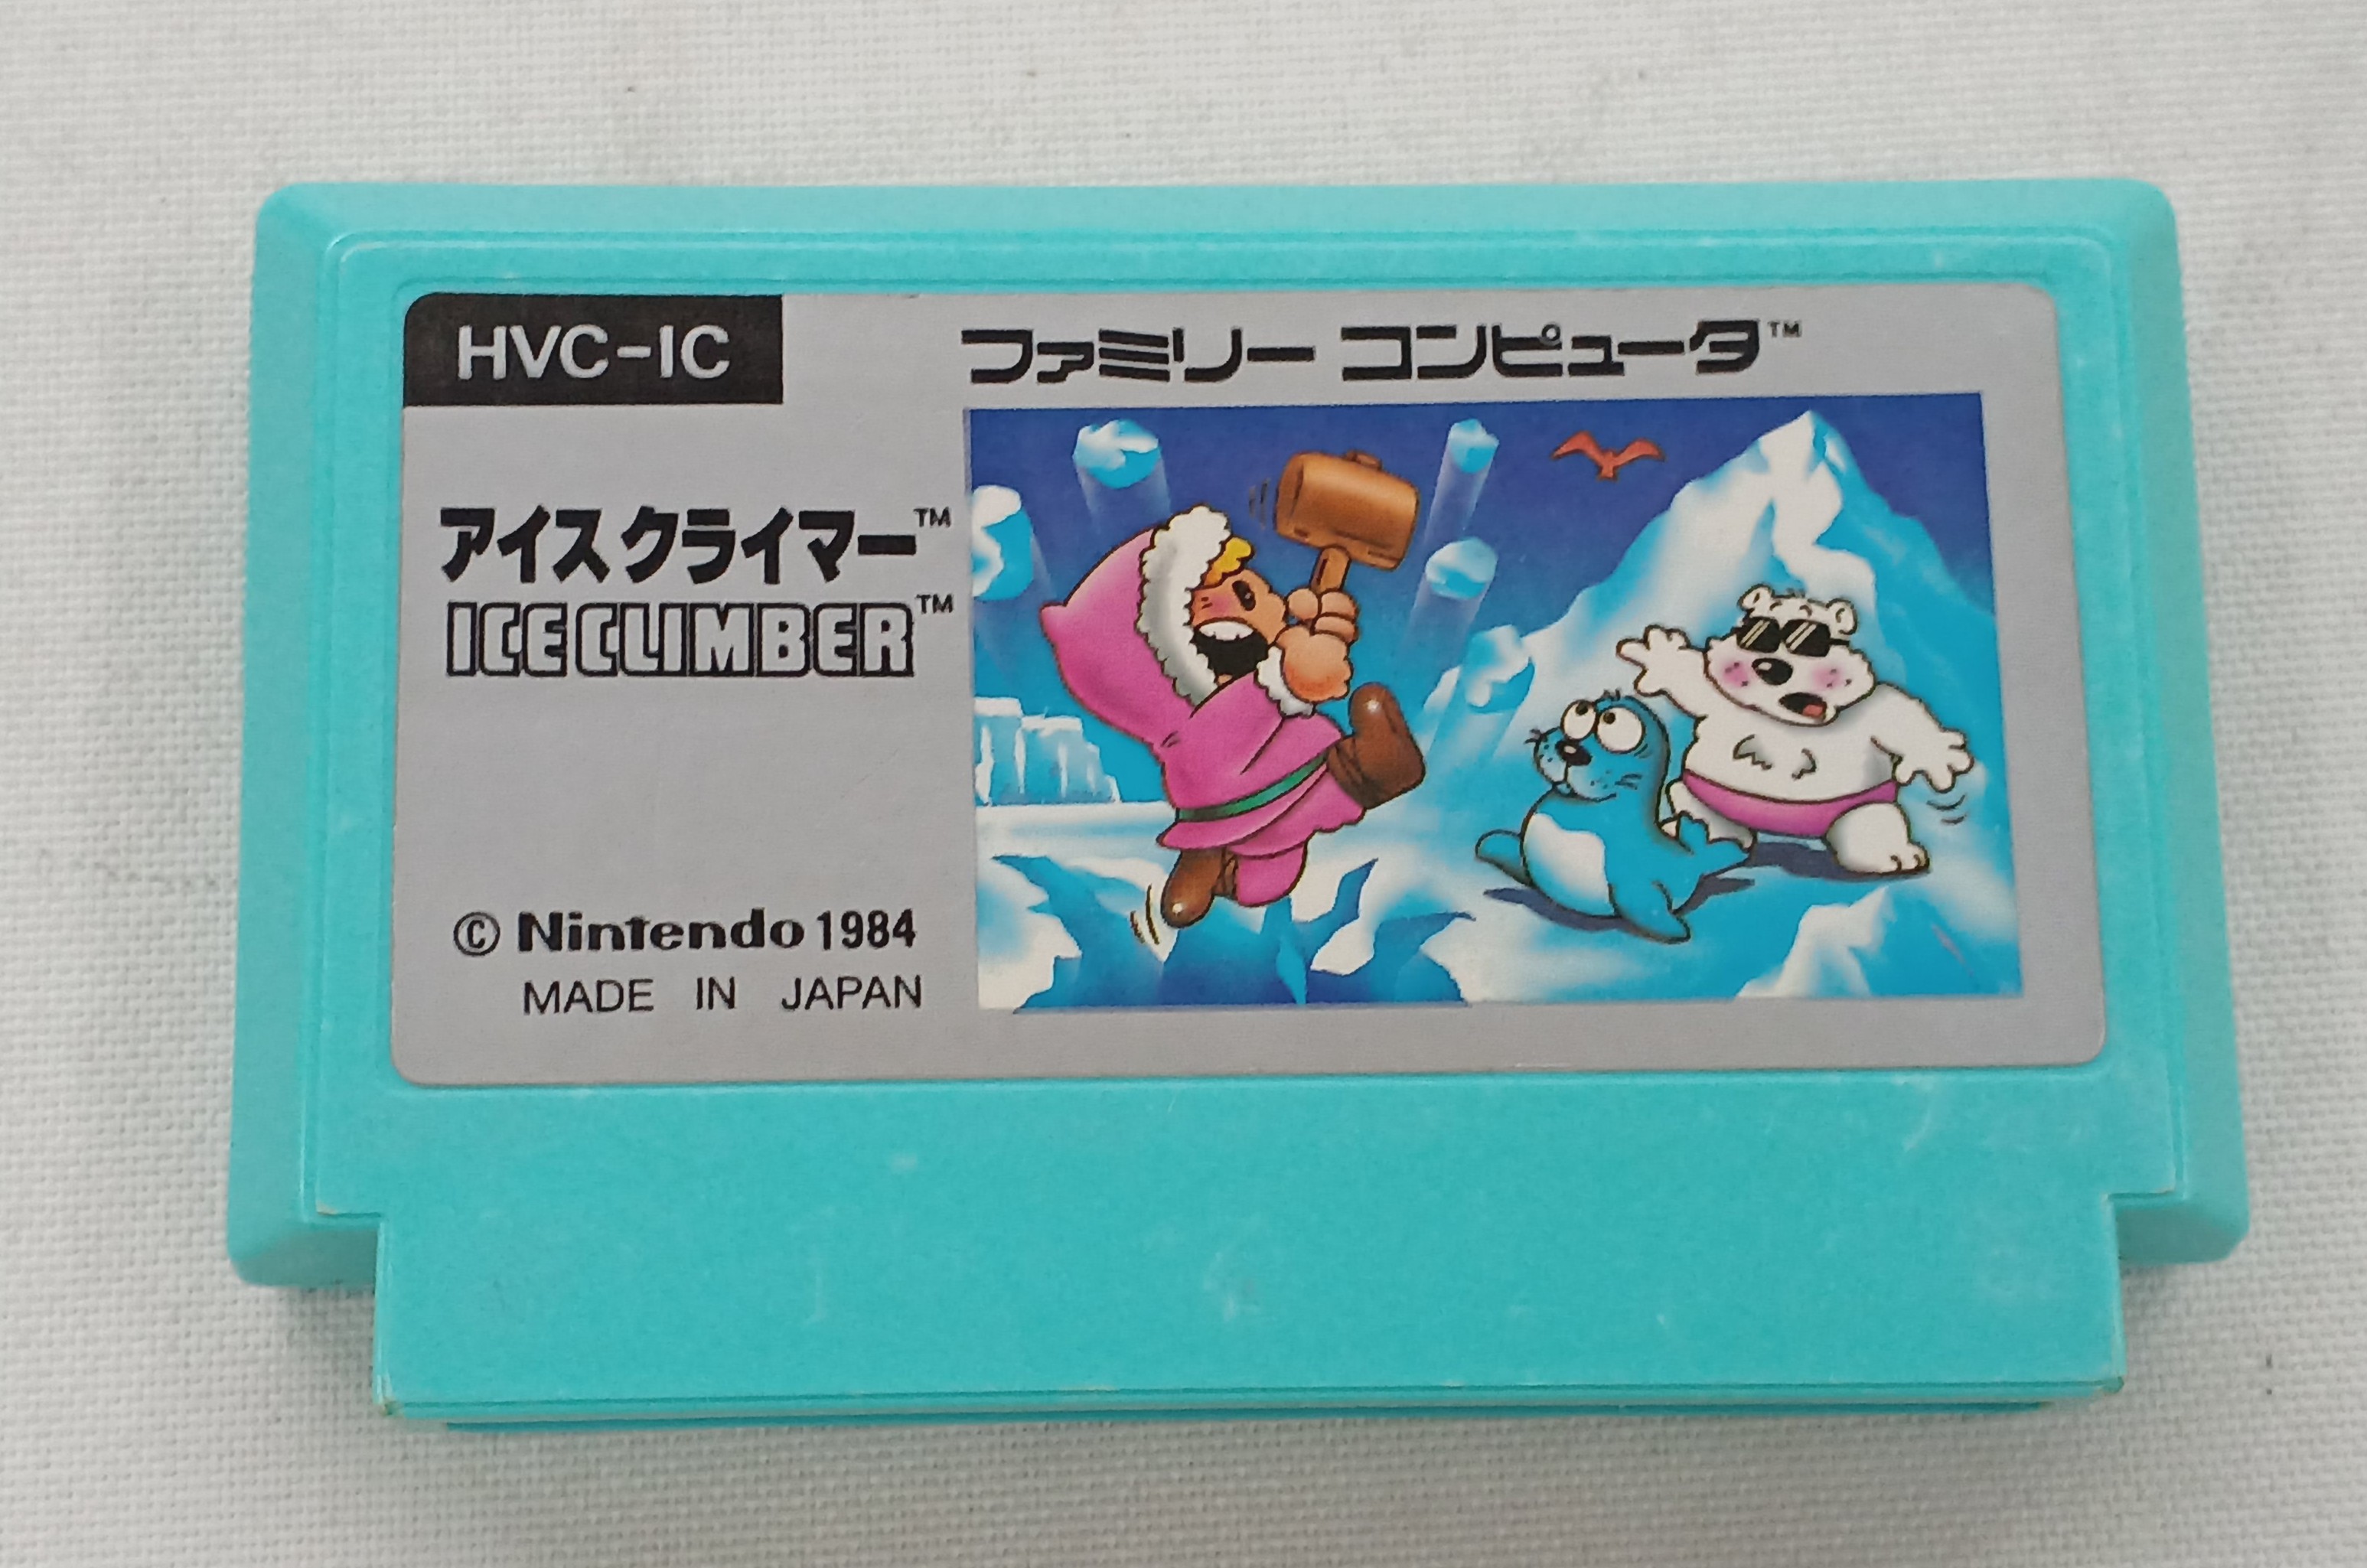 HVC-IC
ファミリー コンピュータ™
アイスクライマー™
ICE CLIMBER™
© Nintendo 1984
MADE IN JAPAN